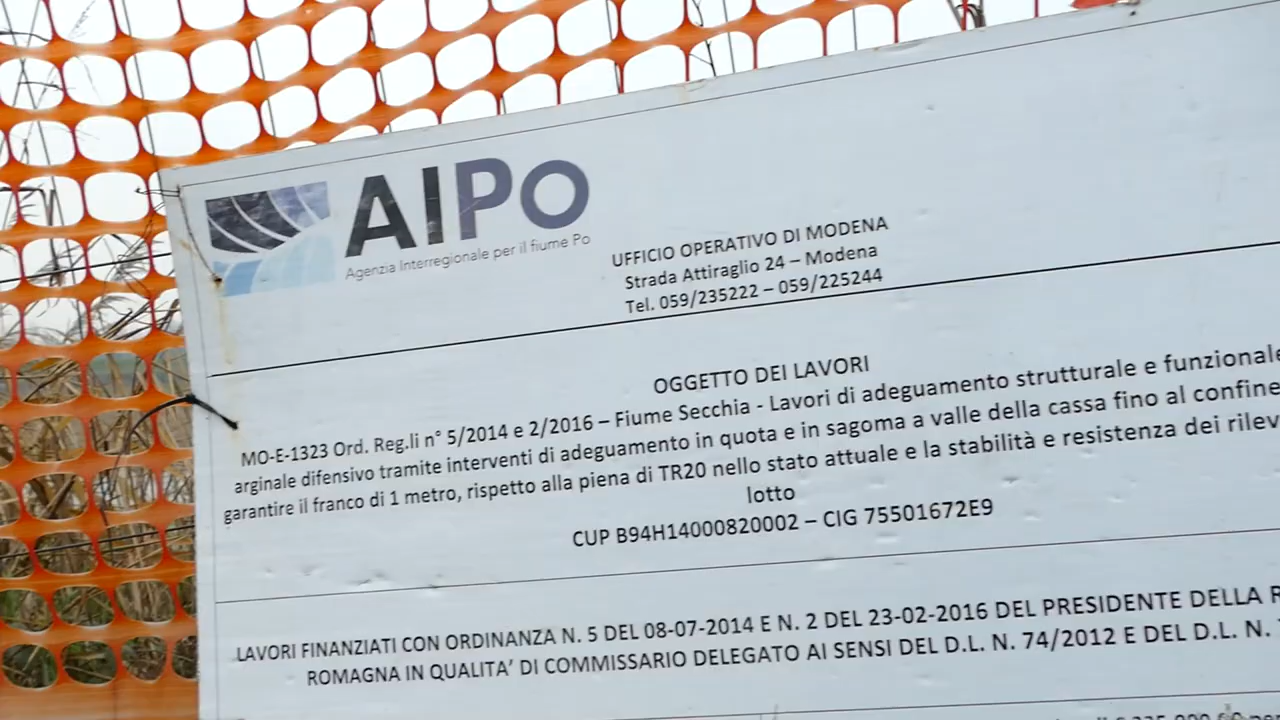 AIPo
Agenzia Interregionale per il fiume Po
UFFICIO OPERATIVO DI MODENA
Strada Attiraglio 24 – Modena
Tel. 059/235222 – 059/225244
OGGETTO DEI LAVORI
MO-E-1323 Ord. Reg.li n° 5/2014 e 2/2016 – Fiume Secchia - Lavori di adeguamento strutturale e funzionale
arginale difensivo tramite interventi di adeguamento in quota e in sagoma a valle della cassa fino al confine
garantire il franco di 1 metro, rispetto alla piena di TR20 nello stato attuale e la stabilità e resistenza dei rilev
lotto
CUP B94H14000820002 – CIG 75501672E9
LAVORI FINANZIATI CON ORDINANZA N. 5 DEL 08-07-2014 E N. 2 DEL 23-02-2016 DEL PRESIDENTE DELLA R
ROMAGNA IN QUALITA’ DI COMMISSARIO DELEGATO AI SENSI DEL D.L. N. 74/2012 E DEL D.L. N.